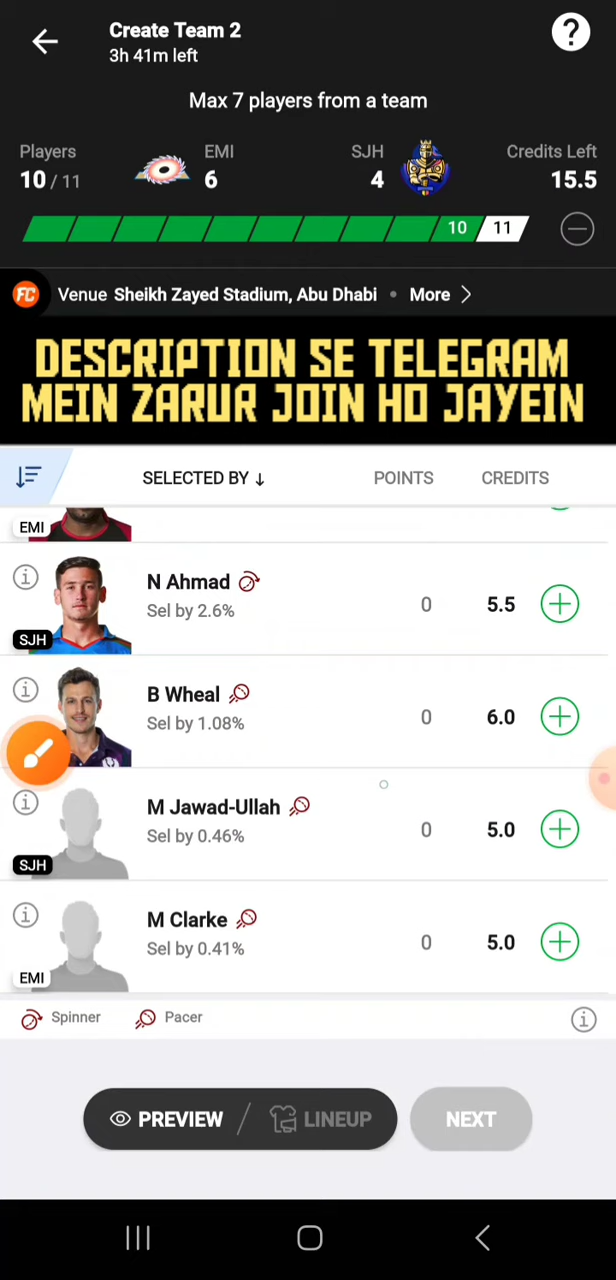 Create Team 2
3h 41m left
?
Max 7 players from a team
Players EMI SJH Credits Left
10 / 11 6 4 15.5
10 11
FC Venue Sheikh Zayed Stadium, Abu Dhabi • More
DESCRIPTION SE TELEGRAM
MEIN ZARUR JOIN HO JAYEIN
SELECTED BY ↓ POINTS CREDITS
EMI
N Ahmad
Sel by 2.6% 0 5.5
SJH
B Wheal
Sel by 1.08% 0 6.0
M Jawad-Ullah
Sel by 0.46% 0 5.0
SJH
M Clarke
Sel by 0.41% 0 5.0
EMI
Spinner Pacer
PREVIEW / LINEUP NEXT